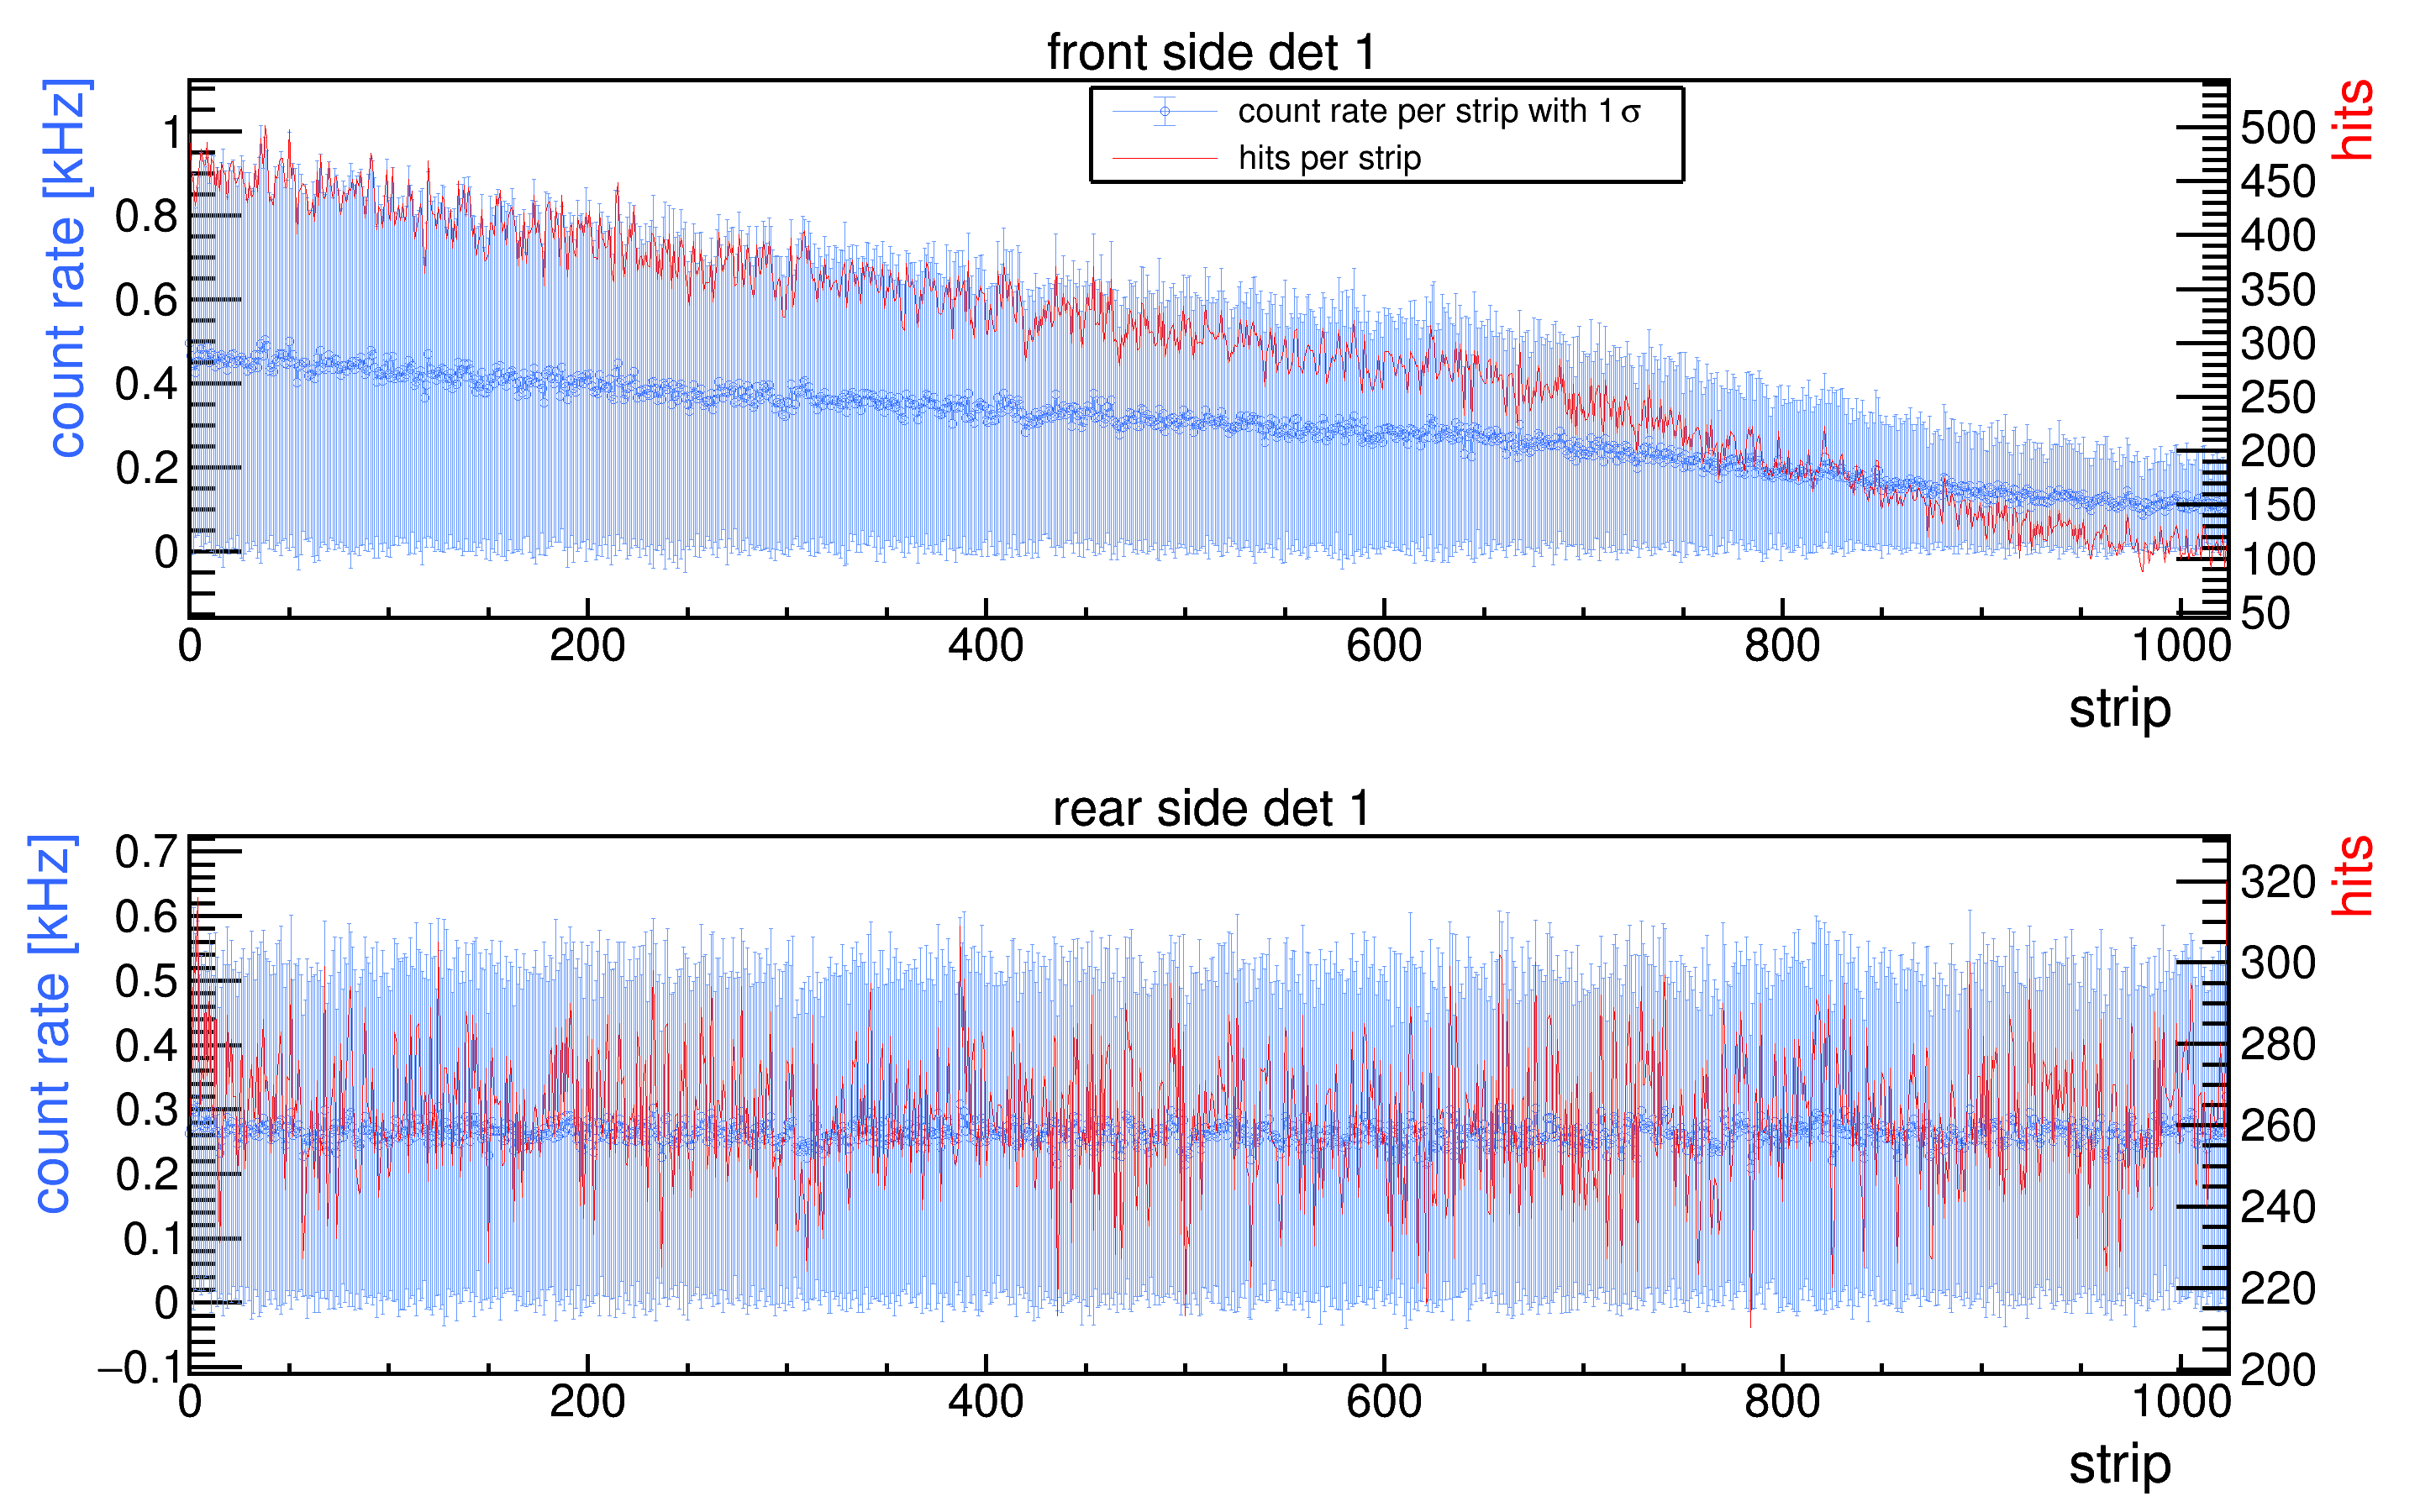 front side det 1
count rate [kHz]
hits
count rate per strip with 1 σ
hits per strip
1
0.8
0.6
0.4
0.2
0
500
450
400
350
300
250
200
150
100
50
0 200 400 600 800 1000
strip
rear side det 1
count rate [kHz]
hits
0.7
0.6
0.5
0.4
0.3
0.2
0.1
0
−0.1
320
300
280
260
240
220
200
0 200 400 600 800 1000
strip